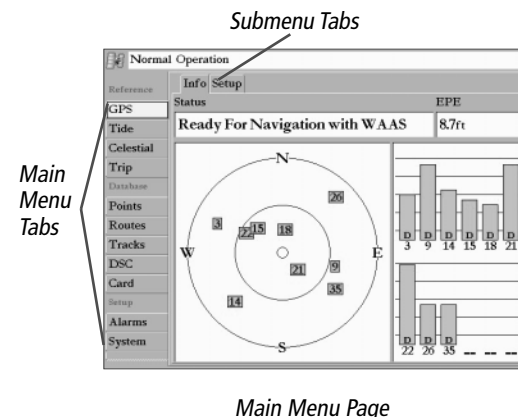 Submenu Tabs
Normal Operation
Reference
Info Setup
GPS
Status
EPE
Ready For Navigation with WAAS
8.7ft
Tide
Celestial
Trip
Database
Points
Routes
Tracks
DSC
Card
Setup
Alarms
System
Main
Menu
Tabs
N
W
E
S
26
3
22
15
18
21
9
35
14
D D D D D D
3 9 14 15 18 21
D D D
22 26 35 -- -- --
Main Menu Page